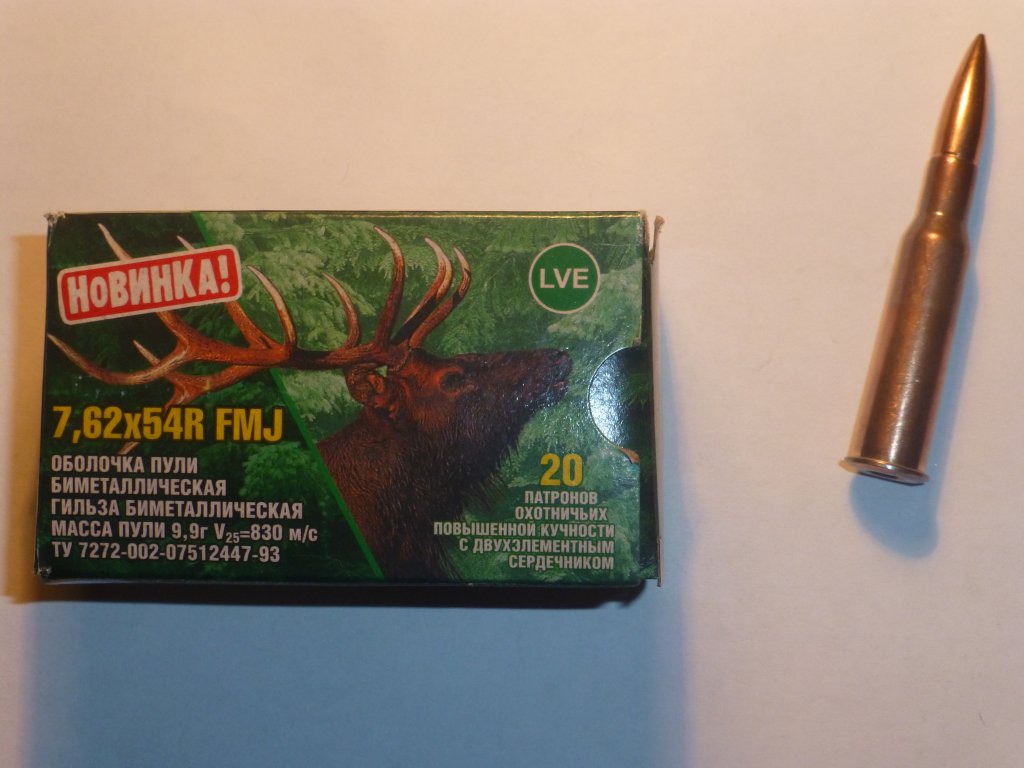 НОВИНКА!
LVE
7,62x54R FMJ
ОБОЛОЧКА ПУЛИ
БИМЕТАЛЛИЧЕСКАЯ
ГИЛЬЗА БИМЕТАЛЛИЧЕСКАЯ
МАССА ПУЛИ 9,9г V25=830 м/с
ТУ 7272-002-07512447-93
20
ПАТРОНОВ
ОХОТНИЧЬИХ
ПОВЫШЕННОЙ КУЧНОСТИ
С ДВУХЭЛЕМЕНТНЫМ
СЕРДЕЧНИКОМ